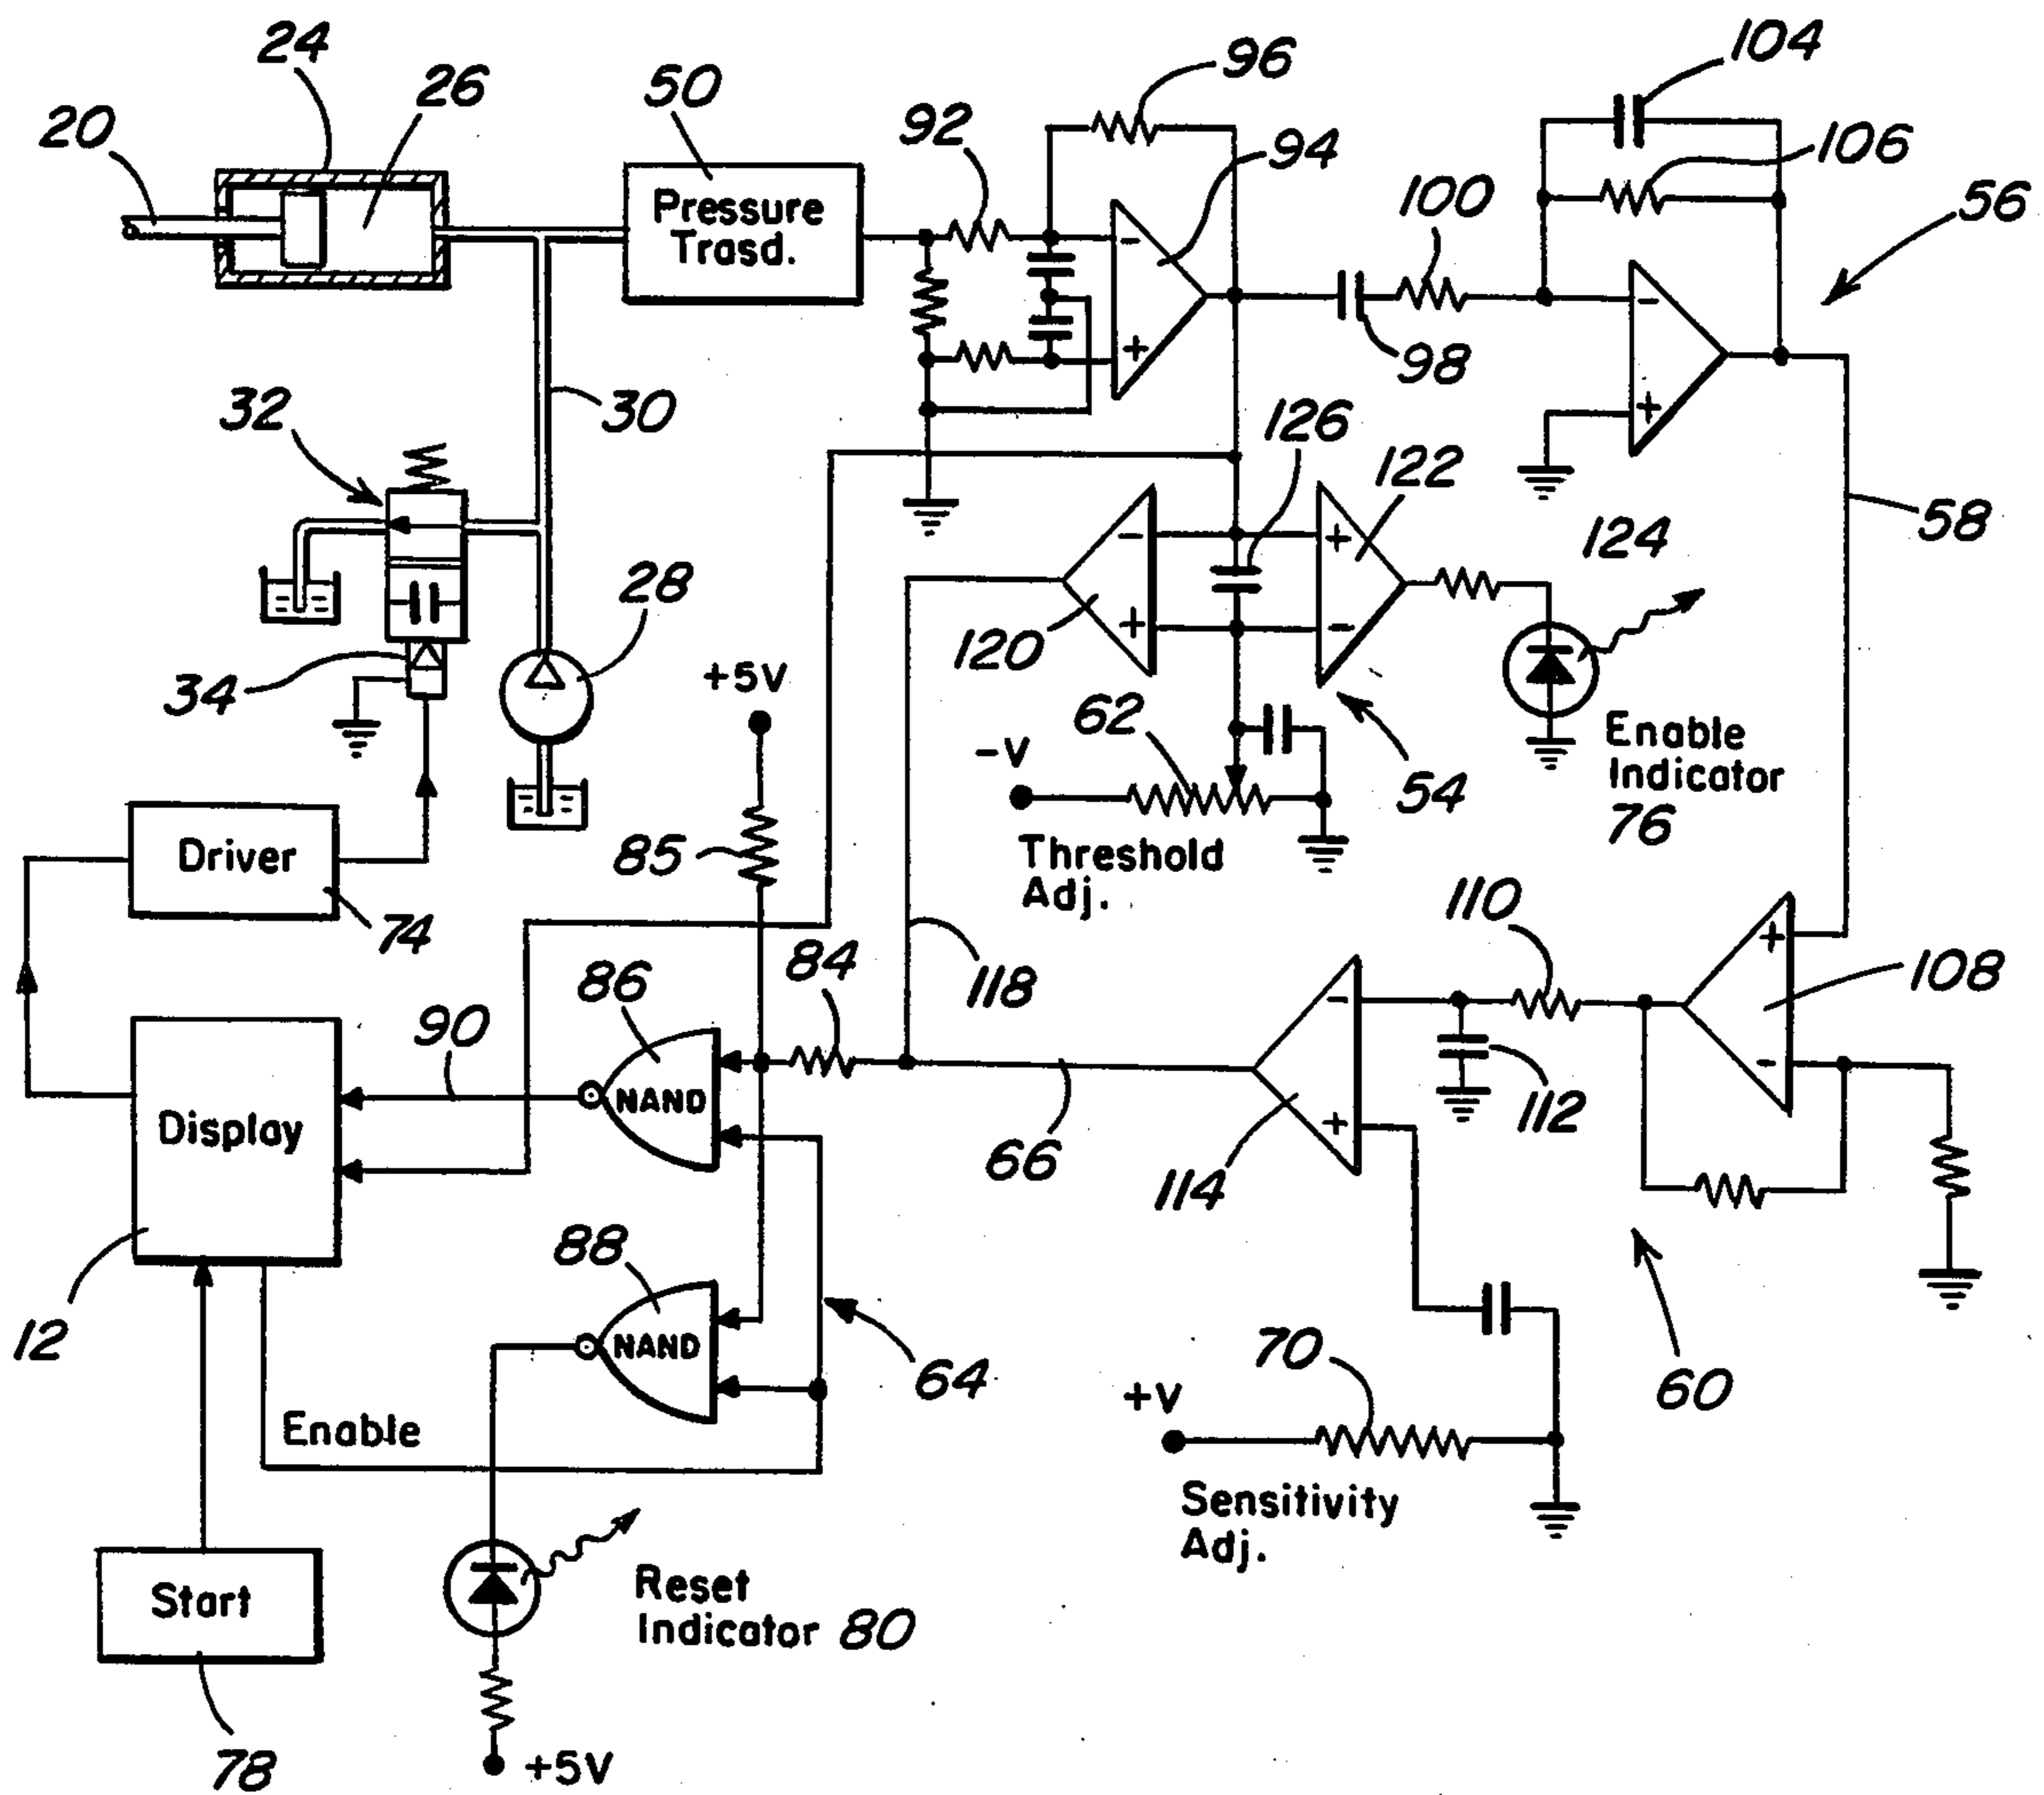 24
104
96
26
50
20
92
94
106
Pressure
Trasd.
100
56
98
32
30
126
122
58
124
28
120
34
+5V
62
-V
54
Enable
Indicator
76
Driver
85
Threshold
Adj.
74
110
84
86
118
108
90
NAND
Display
112
66
114
88
12
NAND
70
64
60
+V
Enable
Sensitivity
Adj.
Start
Reset
Indicator 80
78
+5V
-
+
-
+
-
+
+
-
+
-
-
+